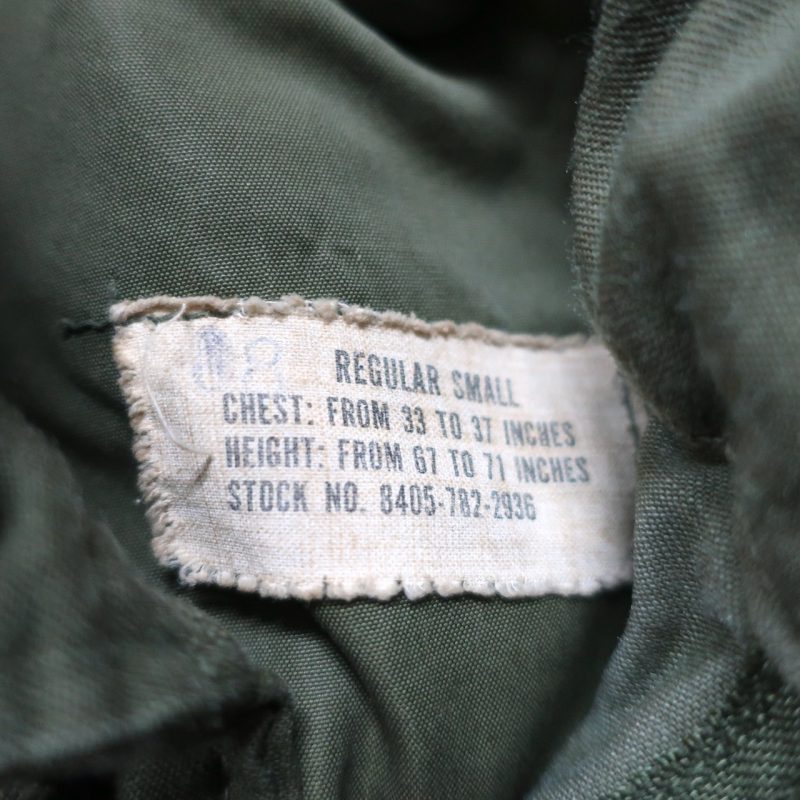 REGULAR SMALL
CHEST: FROM 33 TO 37 INCHES
HEIGHT: FROM 67 TO 71 INCHES
STOCK NO. 8405-782-2936